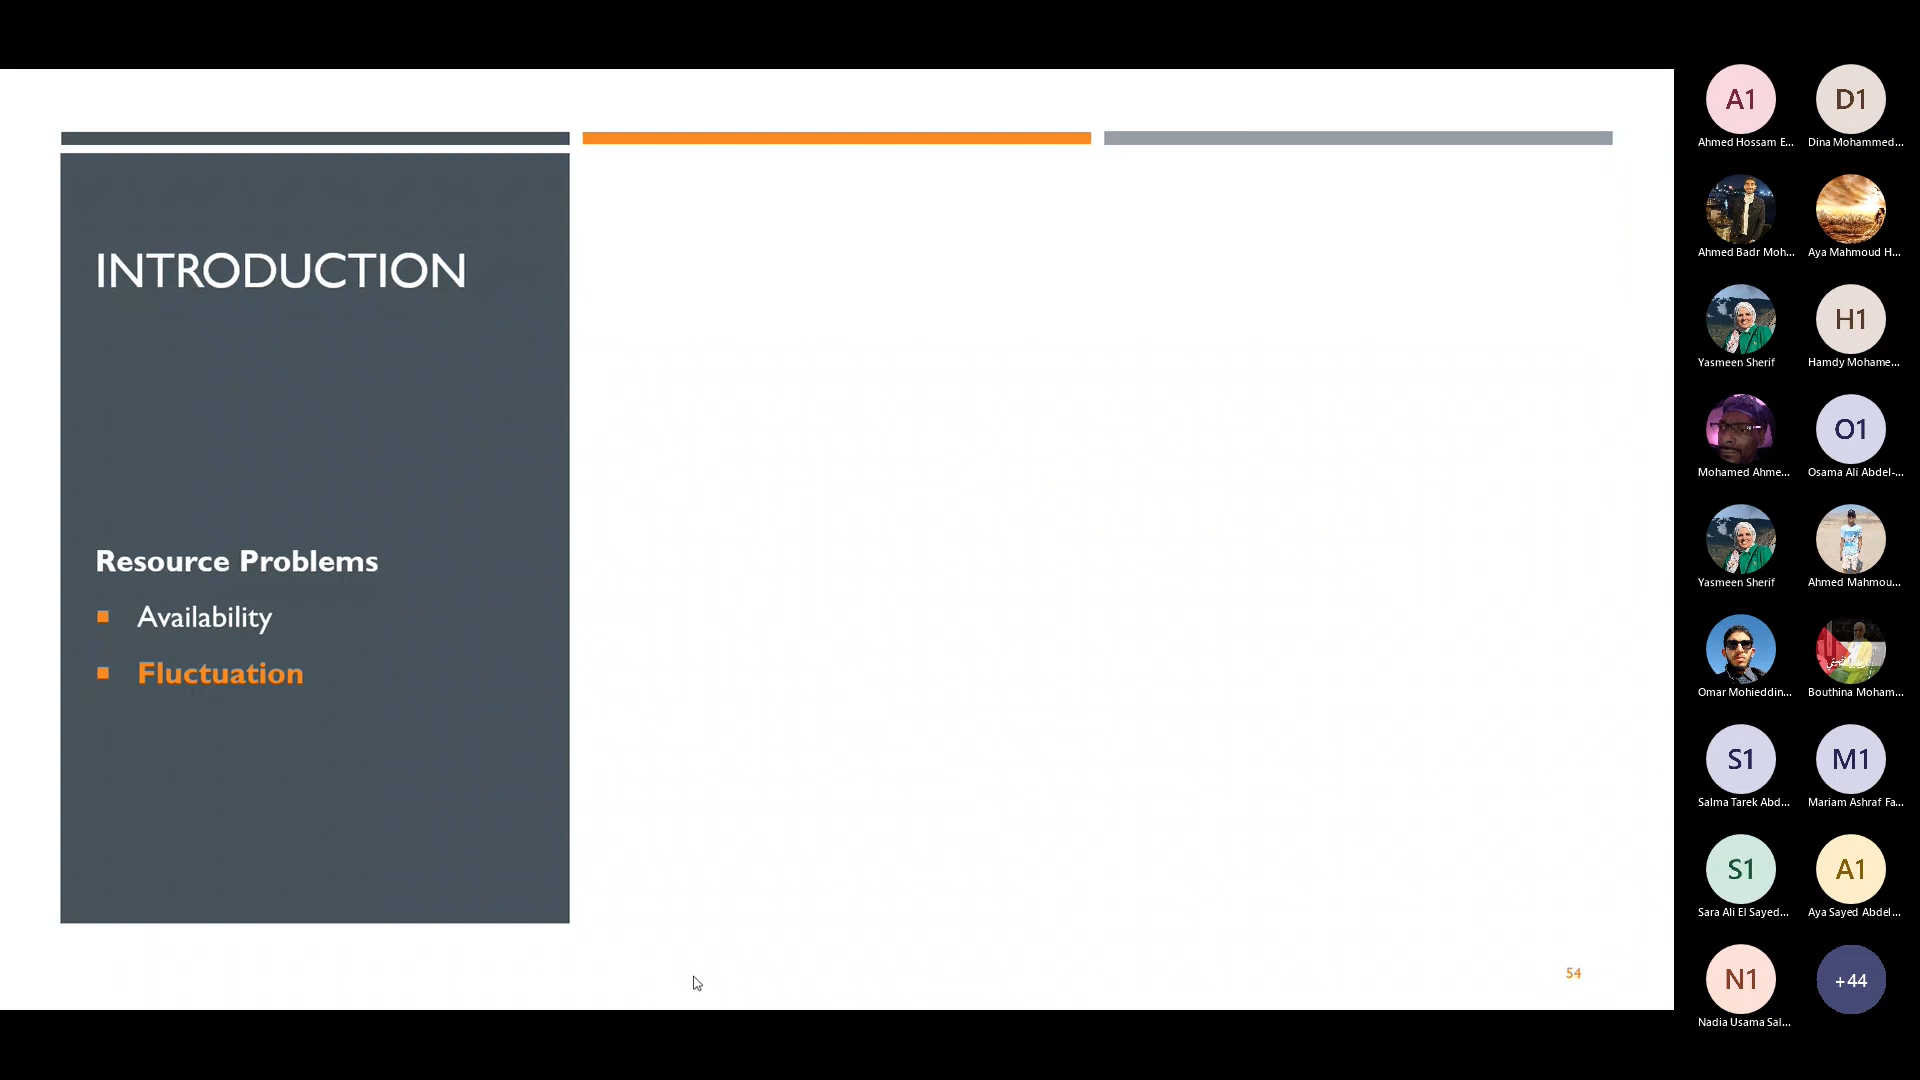 INTRODUCTION
Resource Problems
Availability
Fluctuation
54
A1
D1
Ahmed Hossam E...
Dina Mohammed...
Ahmed Badr Moh...
Aya Mahmoud H...
H1
Yasmeen Sherif
Hamdy Mohame...
O1
Mohamed Ahme...
Osama Ali Abdel-...
Yasmeen Sherif
Ahmed Mahmou...
Omar Mohieddin...
Bouthina Moham...
S1
M1
Salma Tarek Abd...
Mariam Ashraf Fa...
S1
A1
Sara Ali El Sayed...
Aya Sayed Abdel...
N1
+44
Nadia Usama Sal...